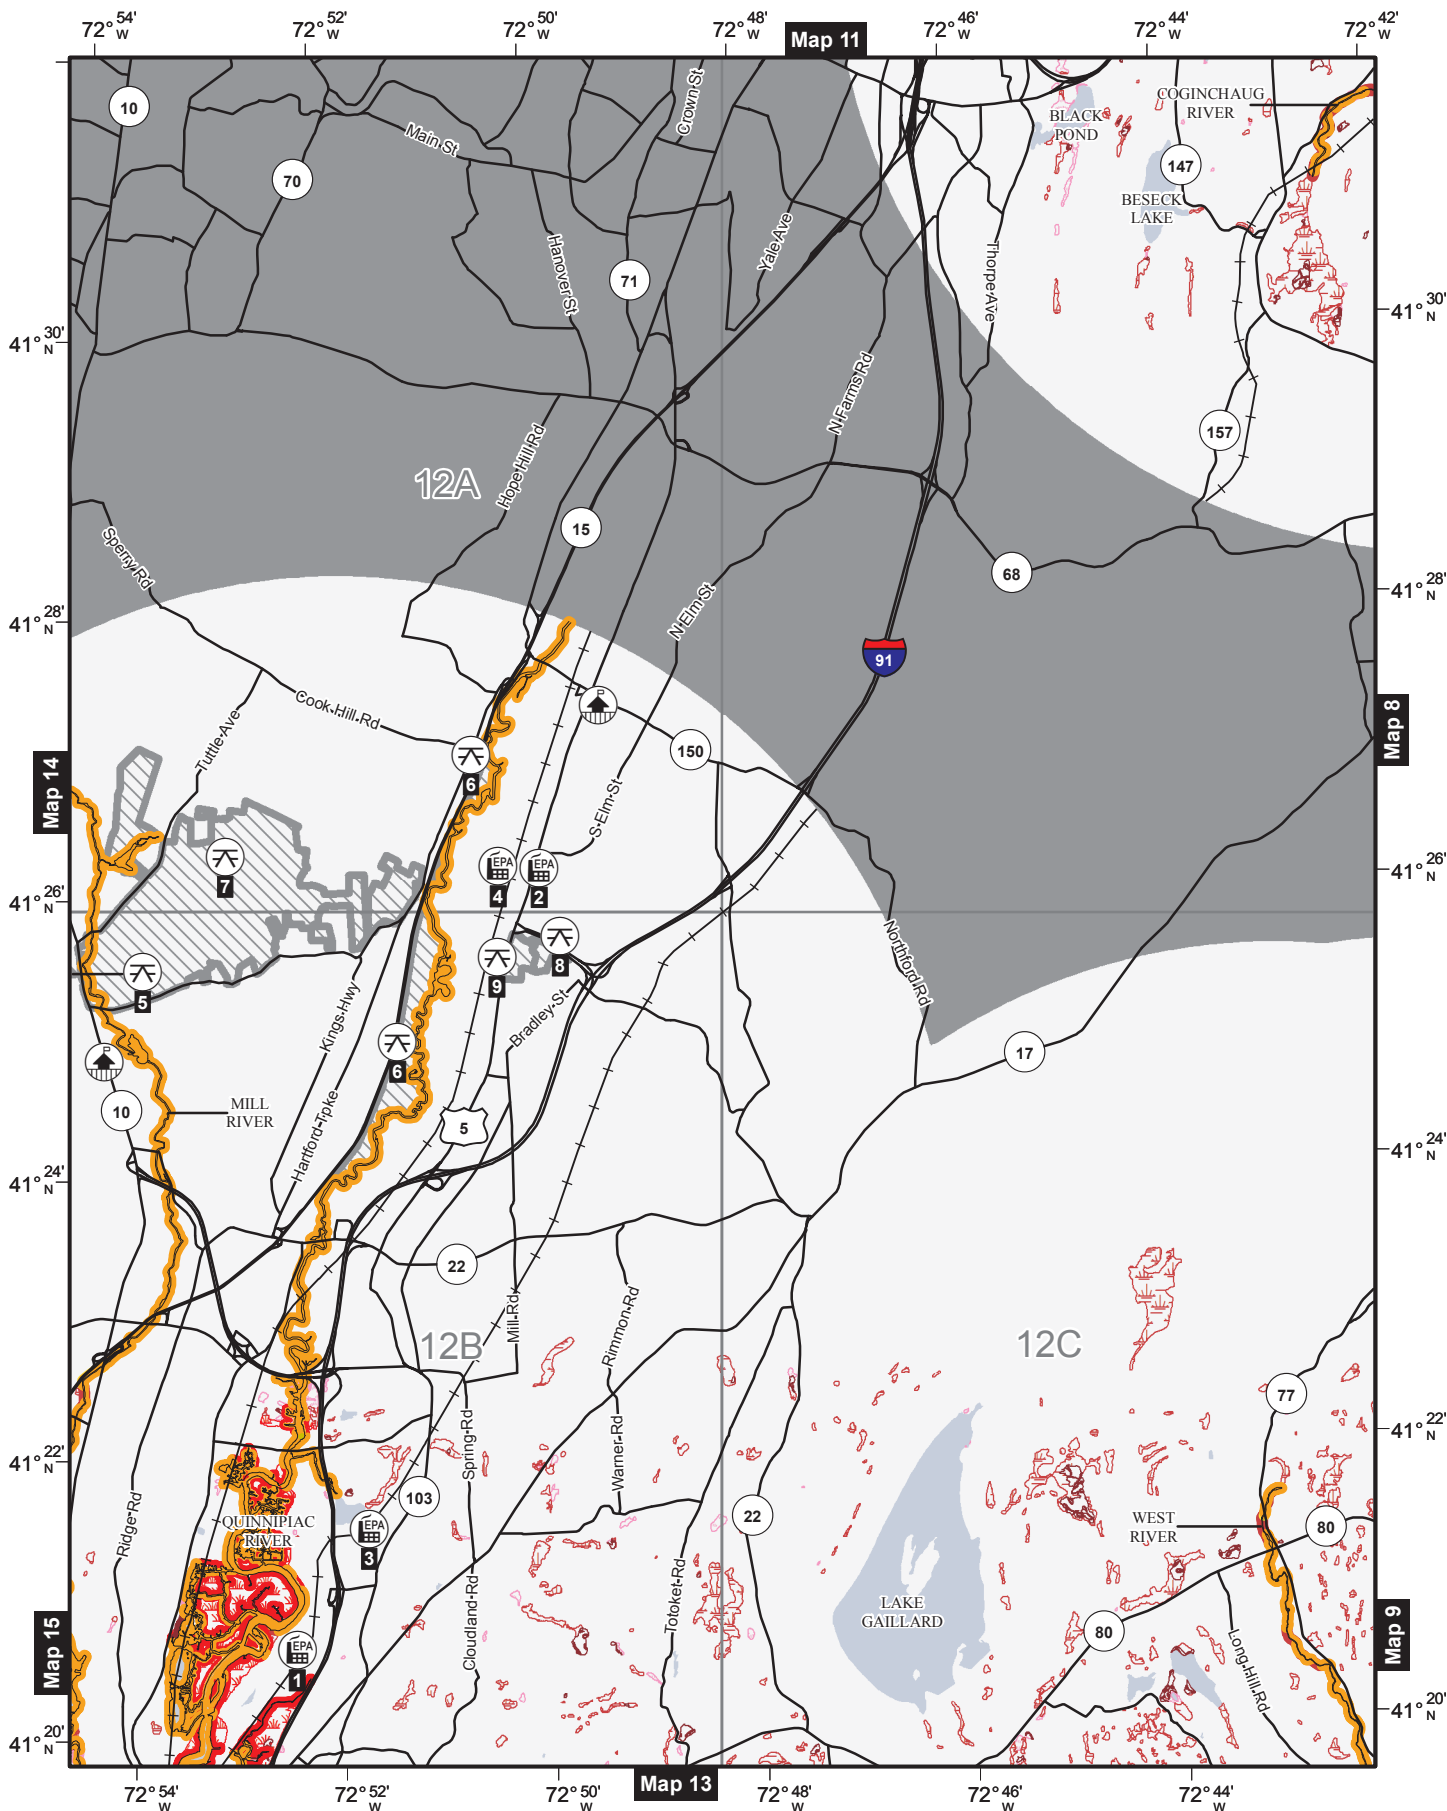 72° 54' W
72° 52' W
72° 50' W
72° 48' W
72° 46' W
72° 44' W
72° 42' W
Map 11
10
Main St
Crown St
70
BLACK
POND
COGINCHAUG
RIVER
147
BESECK
LAKE
Hanover St
71
Yale Ave
Thorpe Ave
41° 30' N
41° 30' N
N Farms Rd
157
12A
Hope Hill Rd
15
Sperry Rd
68
41° 28' N
41° 28' N
N Elm St
91
Cook Hill Rd
Tuttle Ave
150
Map 8
Map 14
6
S Elm St
7
EPA
4
EPA
2
41° 26' N
41° 26' N
8
9
5
Northford Rd
Kings Hwy
Bradley St
6
17
10
MILL
RIVER
Hartford Tpke
5
41° 24' N
41° 24' N
22
Mill Rd
Rimmon Rd
12B
12C
77
Spring Rd
Warner Rd
41° 22' N
41° 22' N
103
Ridge Rd
QUINNIPIAC
RIVER
EPA
3
22
WEST
RIVER
80
Totoket Rd
Cloudland Rd
LAKE
GAILLARD
80
Long Hill Rd
Map 15
Map 9
EPA
1
41° 20' N
41° 20' N
72° 54' W
72° 52' W
72° 50' W
Map 13
72° 48' W
72° 46' W
72° 44' W